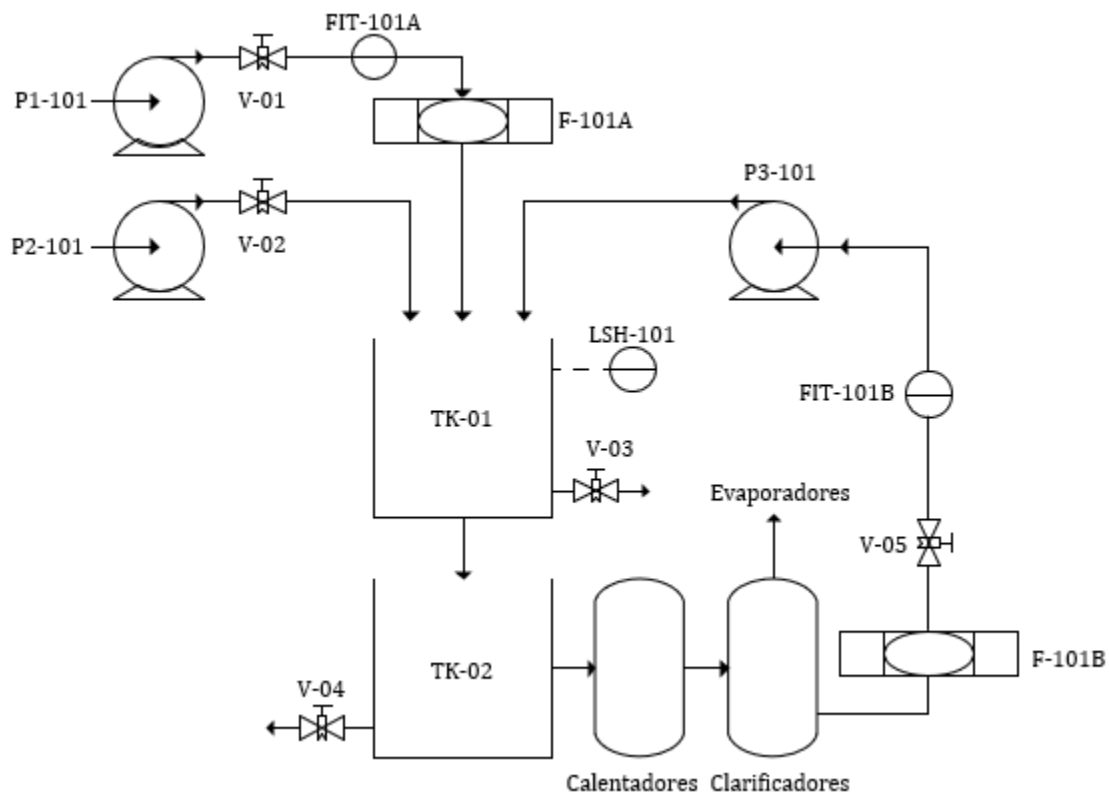 FIT-101A
P1-101
V-01
F-101A
P3-101
P2-101
V-02
LSH-101
FIT-101B
TK-01
V-03
Evaporadores
V-05
TK-02
F-101B
V-04
Calentadores
Clarificadores